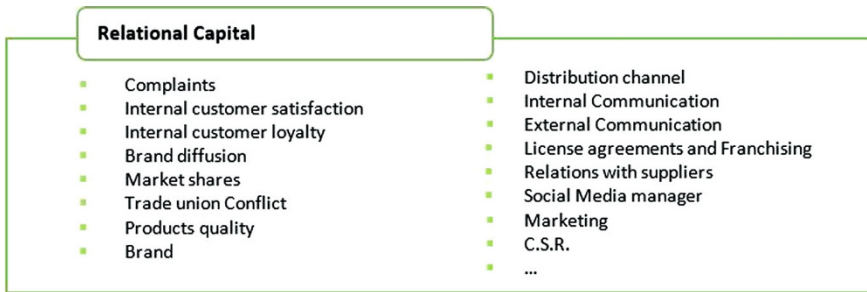 Relational Capital
Complaints
Internal customer satisfaction
Internal customer loyalty
Brand diffusion
Market shares
Trade union Conflict
Products quality
Brand
Distribution channel
Internal Communication
External Communication
License agreements and Franchising
Relations with suppliers
Social Media manager
Marketing
C.S.R.
...